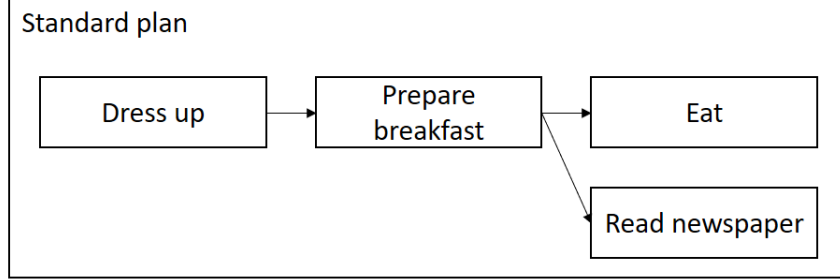 Standard plan
Dress up
Prepare
breakfast
Eat
Read newspaper